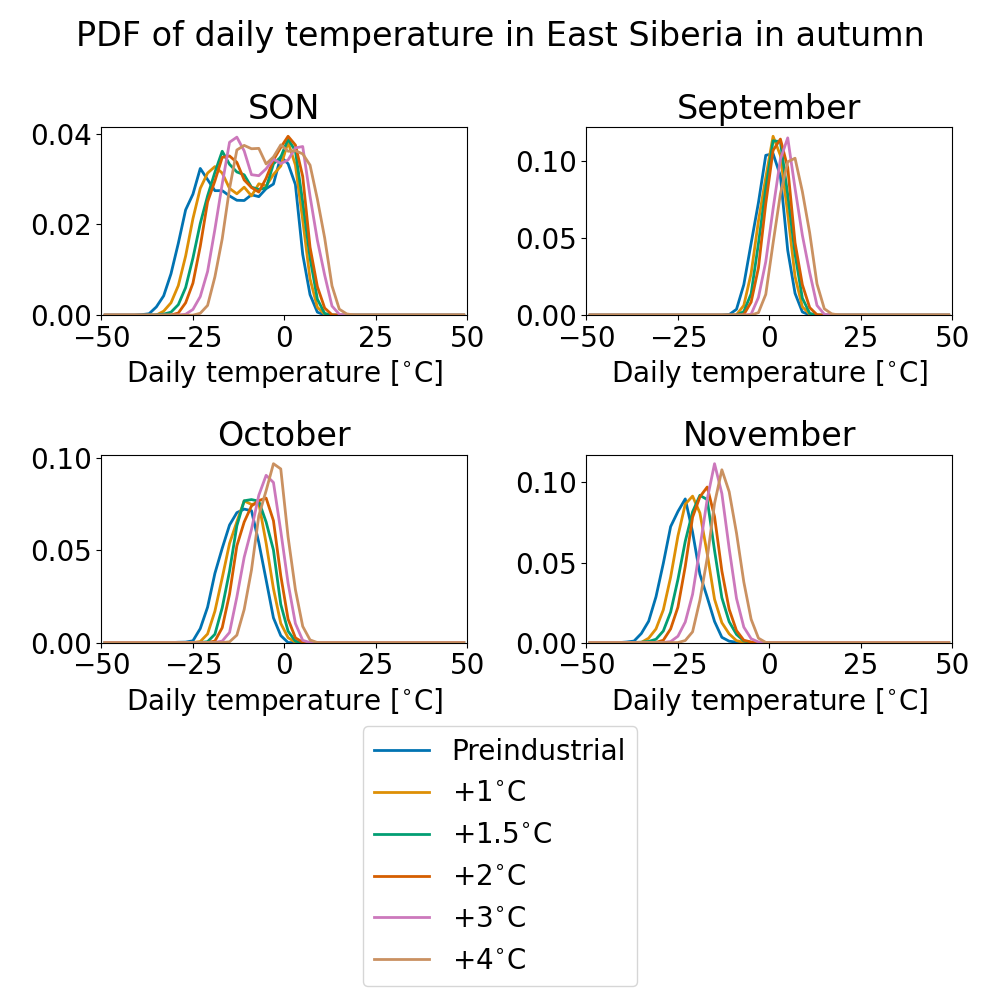 PDF of daily temperature in East Siberia in autumn
SON
0.04
0.02
0.00
−50 −25 0 25 50
Daily temperature [°C]
September
0.10
0.05
0.00
−50 −25 0 25 50
Daily temperature [°C]
October
0.10
0.05
0.00
−50 −25 0 25 50
Daily temperature [°C]
November
0.10
0.05
0.00
−50 −25 0 25 50
Daily temperature [°C]
Preindustrial
+1°C
+1.5°C
+2°C
+3°C
+4°C